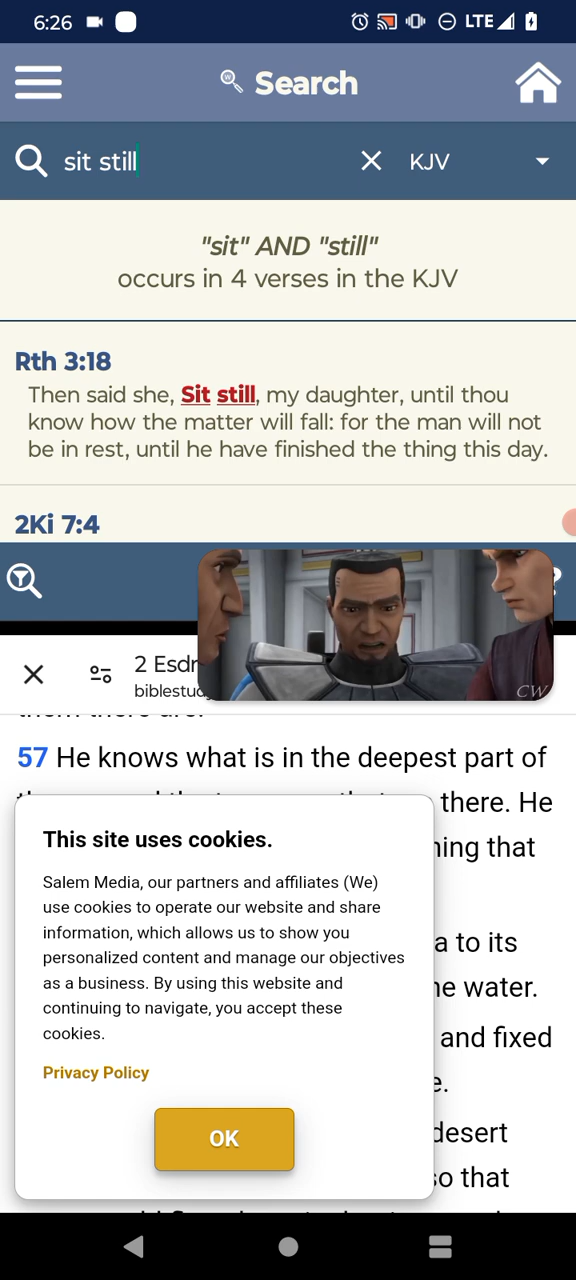 6:26
LTE
Search
sit still
KJV
"sit" AND "still"
occurs in 4 verses in the KJV
Rth 3:18
Then said she, Sit still, my daughter, until thou
know how the matter will fall: for the man will not
be in rest, until he have finished the thing this day.
2Ki 7:4
CW
2 Esdr
biblestud
57 He knows what is in the deepest part of
there. He
This site uses cookies.
Salem Media, our partners and affiliates (We)
use cookies to operate our website and share
information, which allows us to show you
personalized content and manage our objectives
as a business. By using this website and
continuing to navigate, you accept these
cookies.
Privacy Policy
OK
that
a to its
water.
and fixed
desert
so that